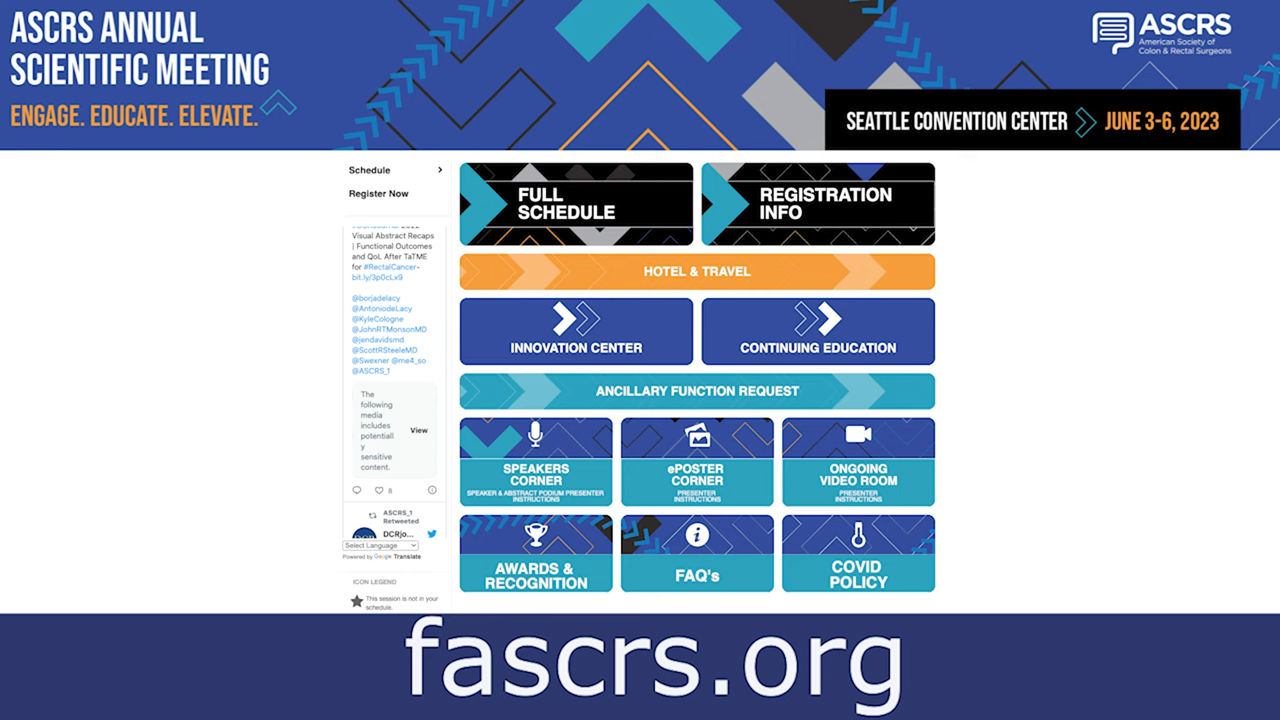 ASCRS ANNUAL
SCIENTIFIC MEETING
ENGAGE. EDUCATE. ELEVATE.
ASCRS
American Society of
Colon & Rectal Surgeons
SEATTLE CONVENTION CENTER
JUNE 3-6, 2023
Schedule
Register Now
Visual Abstract Recaps
| Functional Outcomes
and QoL After TaTME
for #RectalCancer-
bit.ly/3p0cLx9
@borjadelacy
@AntoniodeLacy
@KyleCologne
@JohnRTMonsonMD
@jendavidsmd
@ScottRSteeleMD
@Swexner @me4_so
@ASCRS_1
The
following
media
includes
potentiall
y
sensitive
content.
View
8
ASCRS_1
Retweeted
DCRjo...
Select Language
Powered by Google Translate
ICON LEGEND
This session is not in your
schedule.
FULL
SCHEDULE
REGISTRATION
INFO
HOTEL & TRAVEL
INNOVATION CENTER
CONTINUING EDUCATION
ANCILLARY FUNCTION REQUEST
SPEAKERS
CORNER
SPEAKER & ABSTRACT PODIUM PRESENTER
INSTRUCTIONS
ePOSTER
CORNER
PRESENTER
INSTRUCTIONS
ONGOING
VIDEO ROOM
PRESENTER
INSTRUCTIONS
AWARDS &
RECOGNITION
FAQ's
COVID
POLICY
fascrs.org